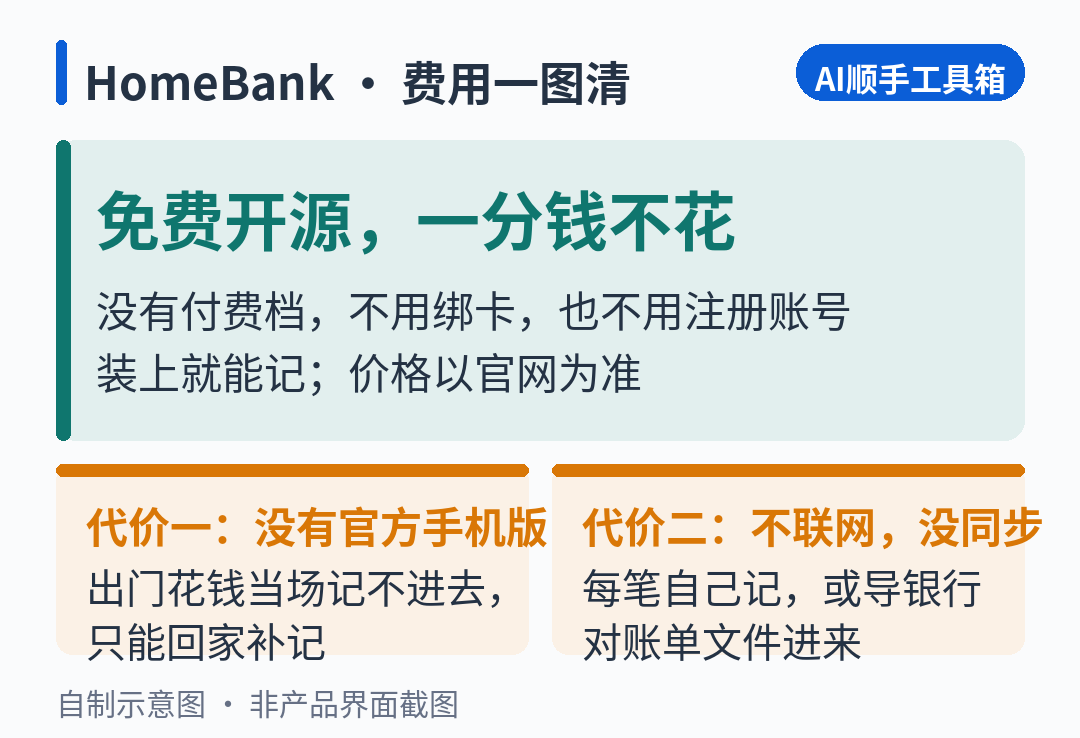 HomeBank · 费用一图清
AI顺手工具箱
免费开源，一分钱不花
没有付费档，不用绑卡，也不用注册账号
装上就能记；价格以官网为准
代价一：没有官方手机版
出门花钱当场记不进去，
只能回家补记
代价二：不联网，没同步
每笔自己记，或导银行
对账单文件进来
自制示意图 · 非产品界面截图